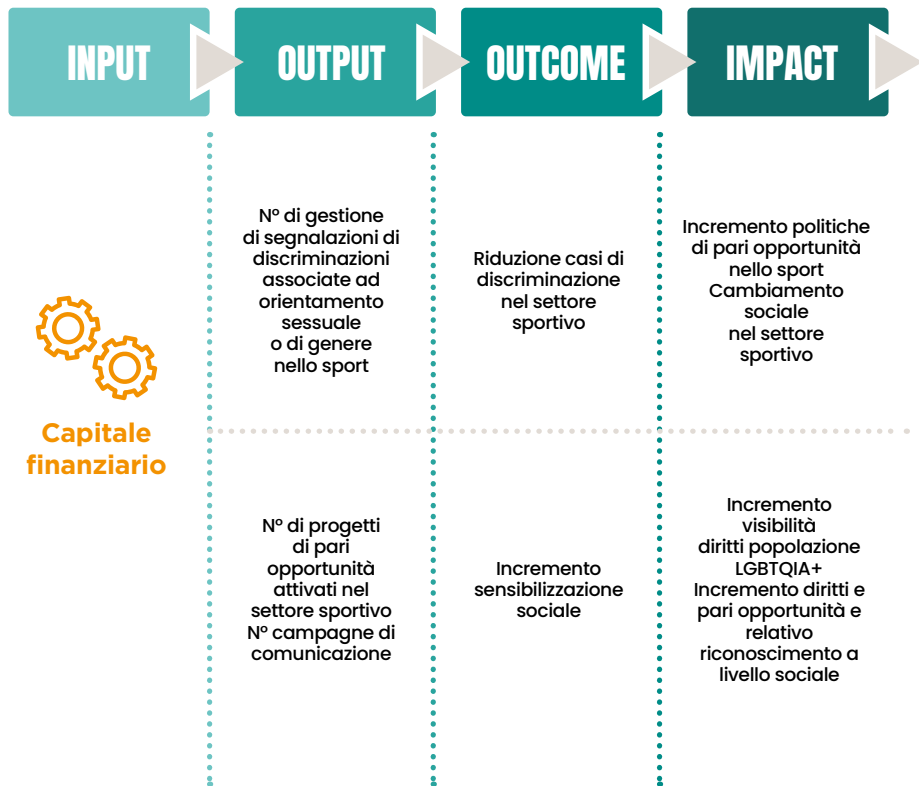 INPUT
OUTPUT
OUTCOME
IMPACT
Capitale
finanziario
N° di gestione
di segnalazioni di
discriminazioni
associate ad
orientamento
sessuale
o di genere
nello sport
Riduzione casi di
discriminazione
nel settore
sportivo
Incremento politiche
di pari opportunità
nello sport
Cambiamento
sociale
nel settore
sportivo
N° di progetti
di pari
opportunità
attivati nel
settore sportivo
N° campagne di
comunicazione
Incremento
sensibilizzazione
sociale
Incremento
visibilità
diritti popolazione
LGBTQIA+
Incremento diritti e
pari opportunità e
relativo
riconoscimento a
livello sociale